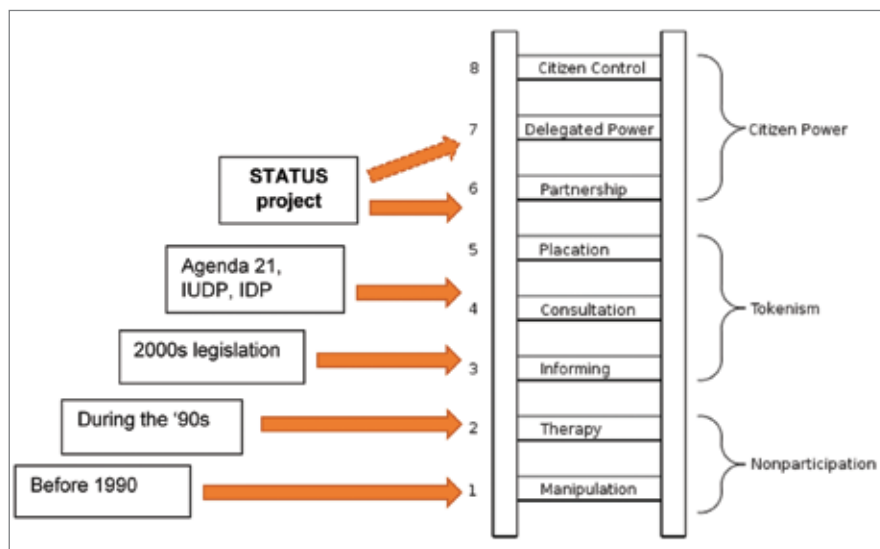 8
Citizen Control
7
Delegated Power
Citizen Power
STATUS
project
6
Partnership
5
Placation
Agenda 21,
IUDP, IDP
4
Consultation
Tokenism
2000s legislation
3
Informing
During the '90s
2
Therapy
Nonparticipation
Before 1990
1
Manipulation